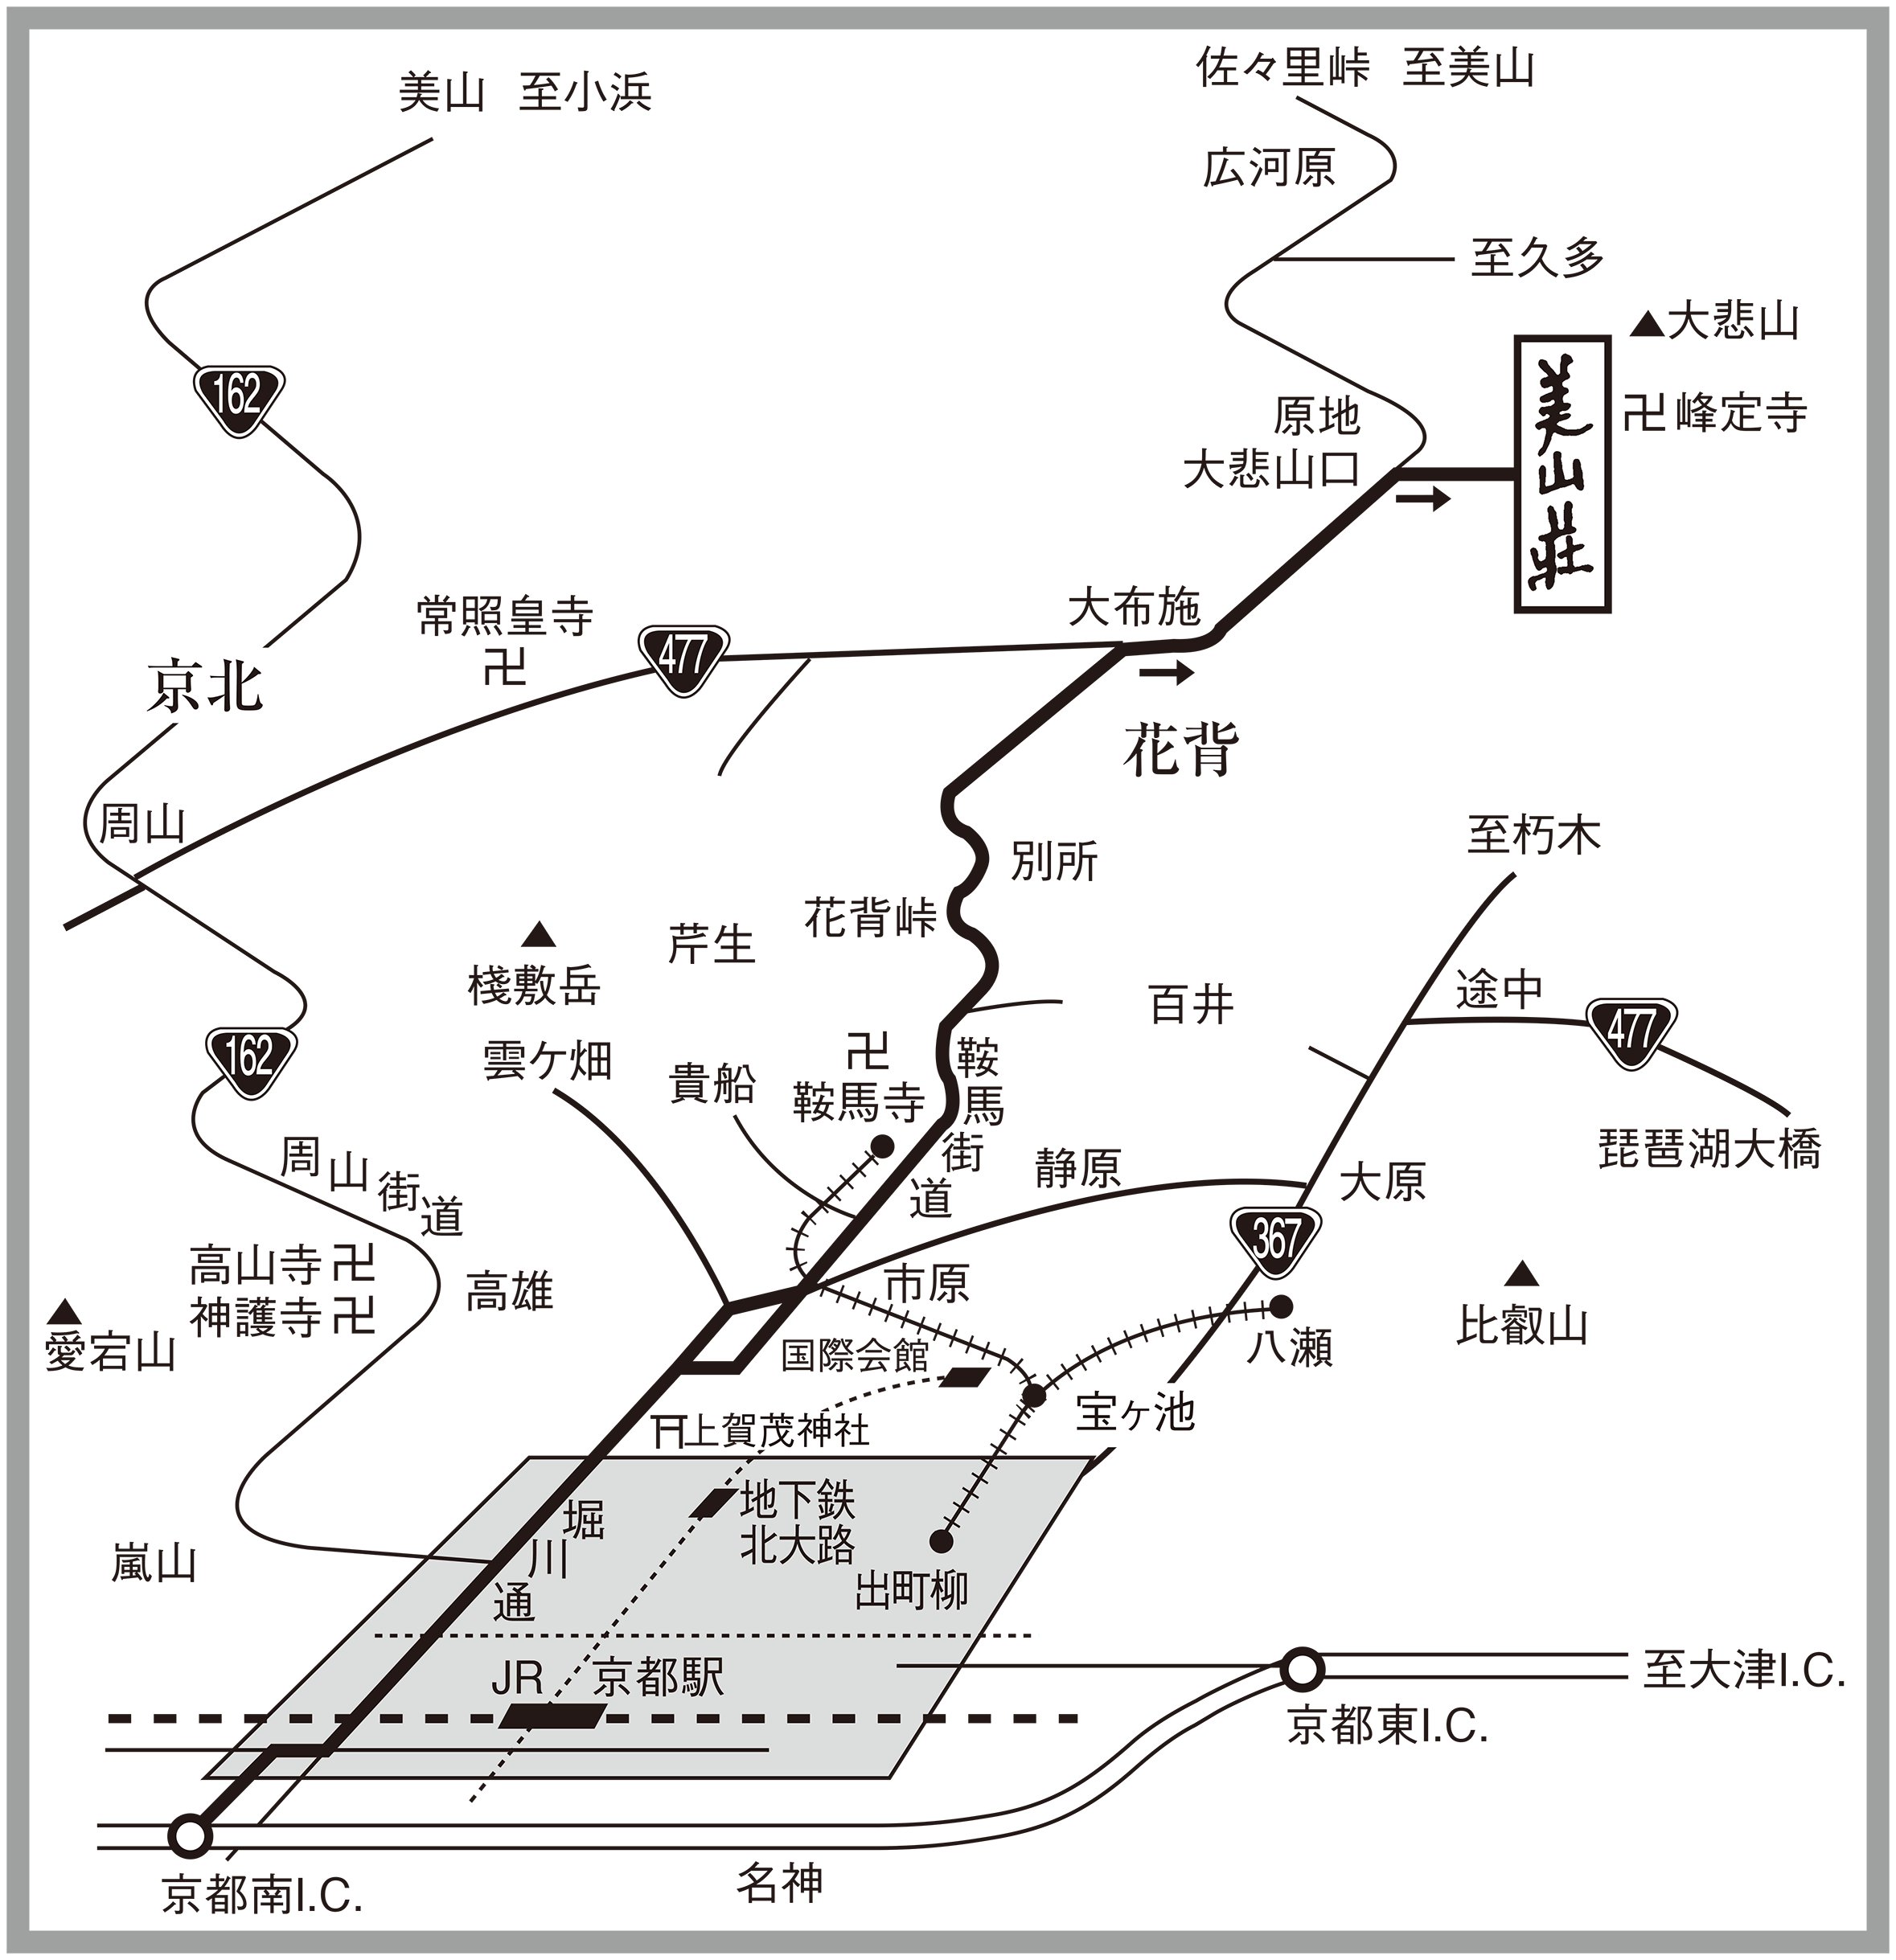 佐々里峠 至美山
美山 至小浜
広河原
至久多
▲大悲山
美山荘
卍峰定寺
162
原地
大悲山口
大布施
常照皇寺
卍
477
京北
花背
周山
至朽木
別所
花背峠
芹生
桟敷岳
百井
途中
477
162
雲ケ畑
貴船
卍
鞍馬寺
鞍馬街道
静原
大原
琵琶湖大橋
周山街道
367
高山寺卍
神護寺卍
高雄
市原
愛宕山
比叡山
国際会館
八瀬
宝ヶ池
上賀茂神社
地下鉄
北大路
堀川通
出町柳
嵐山
JR 京都駅
至大津I.C.
京都東I.C.
京都南I.C.
名神